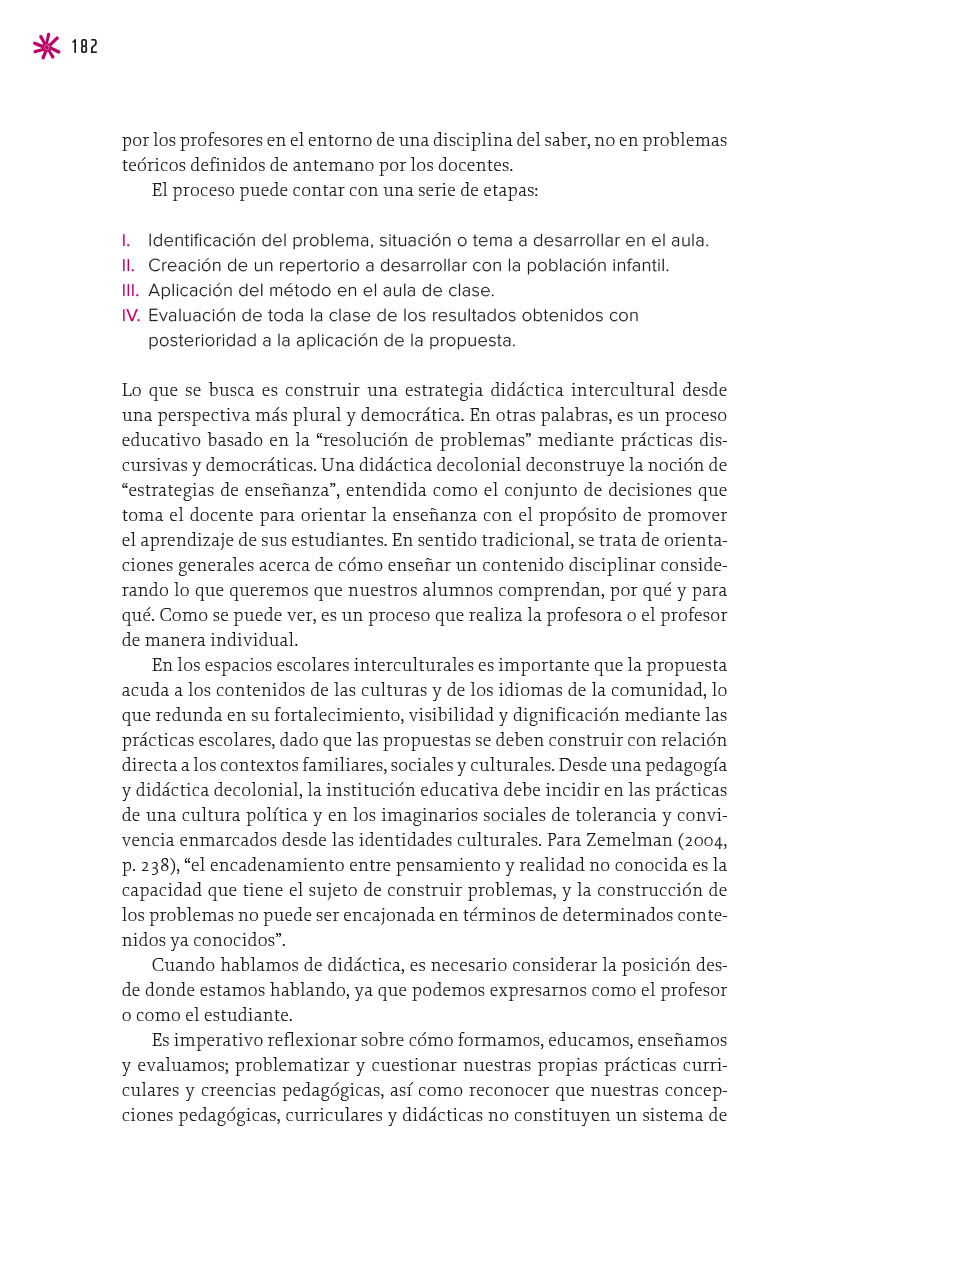 182
por los profesores en el entorno de una disciplina del saber, no en problemas
teóricos definidos de antemano por los docentes.
El proceso puede contar con una serie de etapas:
I. Identificación del problema, situación o tema a desarrollar en el aula.
II. Creación de un repertorio a desarrollar con la población infantil.
III. Aplicación del método en el aula de clase.
IV. Evaluación de toda la clase de los resultados obtenidos con
posterioridad a la aplicación de la propuesta.
Lo que se busca es construir una estrategia didáctica intercultural desde
una perspectiva más plural y democrática. En otras palabras, es un proceso
educativo basado en la “resolución de problemas” mediante prácticas dis-
cursivas y democráticas. Una didáctica decolonial deconstruye la noción de
“estrategias de enseñanza”, entendida como el conjunto de decisiones que
toma el docente para orientar la enseñanza con el propósito de promover
el aprendizaje de sus estudiantes. En sentido tradicional, se trata de orienta-
ciones generales acerca de cómo enseñar un contenido disciplinar conside-
rando lo que queremos que nuestros alumnos comprendan, por qué y para
qué. Como se puede ver, es un proceso que realiza la profesora o el profesor
de manera individual.
En los espacios escolares interculturales es importante que la propuesta
acuda a los contenidos de las culturas y de los idiomas de la comunidad, lo
que redunda en su fortalecimiento, visibilidad y dignificación mediante las
prácticas escolares, dado que las propuestas se deben construir con relación
directa a los contextos familiares, sociales y culturales. Desde una pedagogía
y didáctica decolonial, la institución educativa debe incidir en las prácticas
de una cultura política y en los imaginarios sociales de tolerancia y convi-
vencia enmarcados desde las identidades culturales. Para Zemelman (2004,
p. 238), “el encadenamiento entre pensamiento y realidad no conocida es la
capacidad que tiene el sujeto de construir problemas, y la construcción de
los problemas no puede ser encajonada en términos de determinados conte-
nidos ya conocidos”.
Cuando hablamos de didáctica, es necesario considerar la posición des-
de donde estamos hablando, ya que podemos expresarnos como el profesor
o como el estudiante.
Es imperativo reflexionar sobre cómo formamos, educamos, enseñamos
y evaluamos; problematizar y cuestionar nuestras propias prácticas curri-
culares y creencias pedagógicas, así como reconocer que nuestras concep-
ciones pedagógicas, curriculares y didácticas no constituyen un sistema de